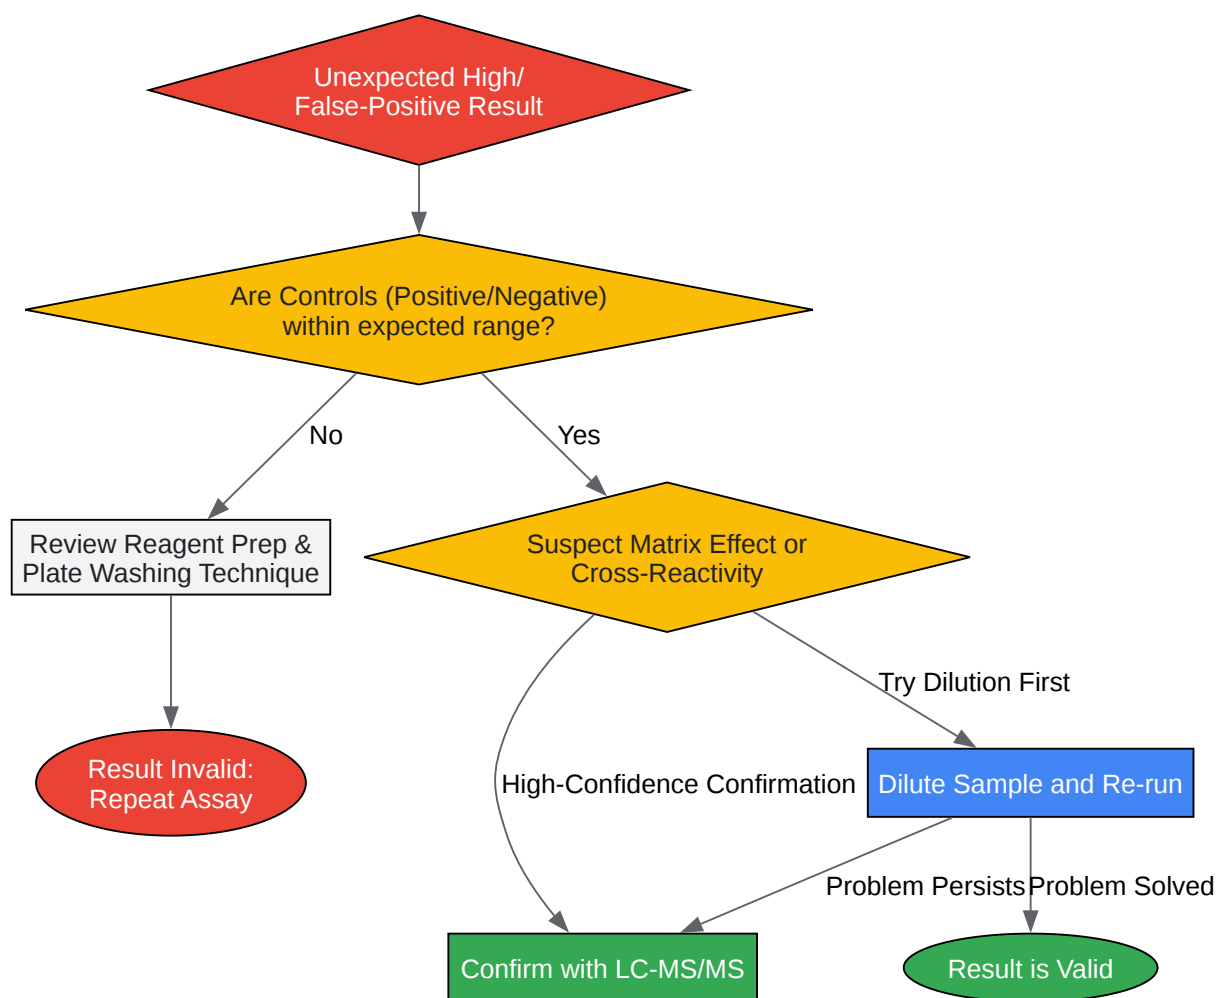 Unexpected High/
False-Positive Result
Are Controls (Positive/Negative)
within expected range?
No
Yes
Review Reagent Prep &
Plate Washing Technique
Suspect Matrix Effect or
Cross-Reactivity
Try Dilution First
Result Invalid:
Repeat Assay
High-Confidence Confirmation
Dilute Sample and Re-run
Problem Persists
Problem Solved
Confirm with LC-MS/MS
Result is Valid